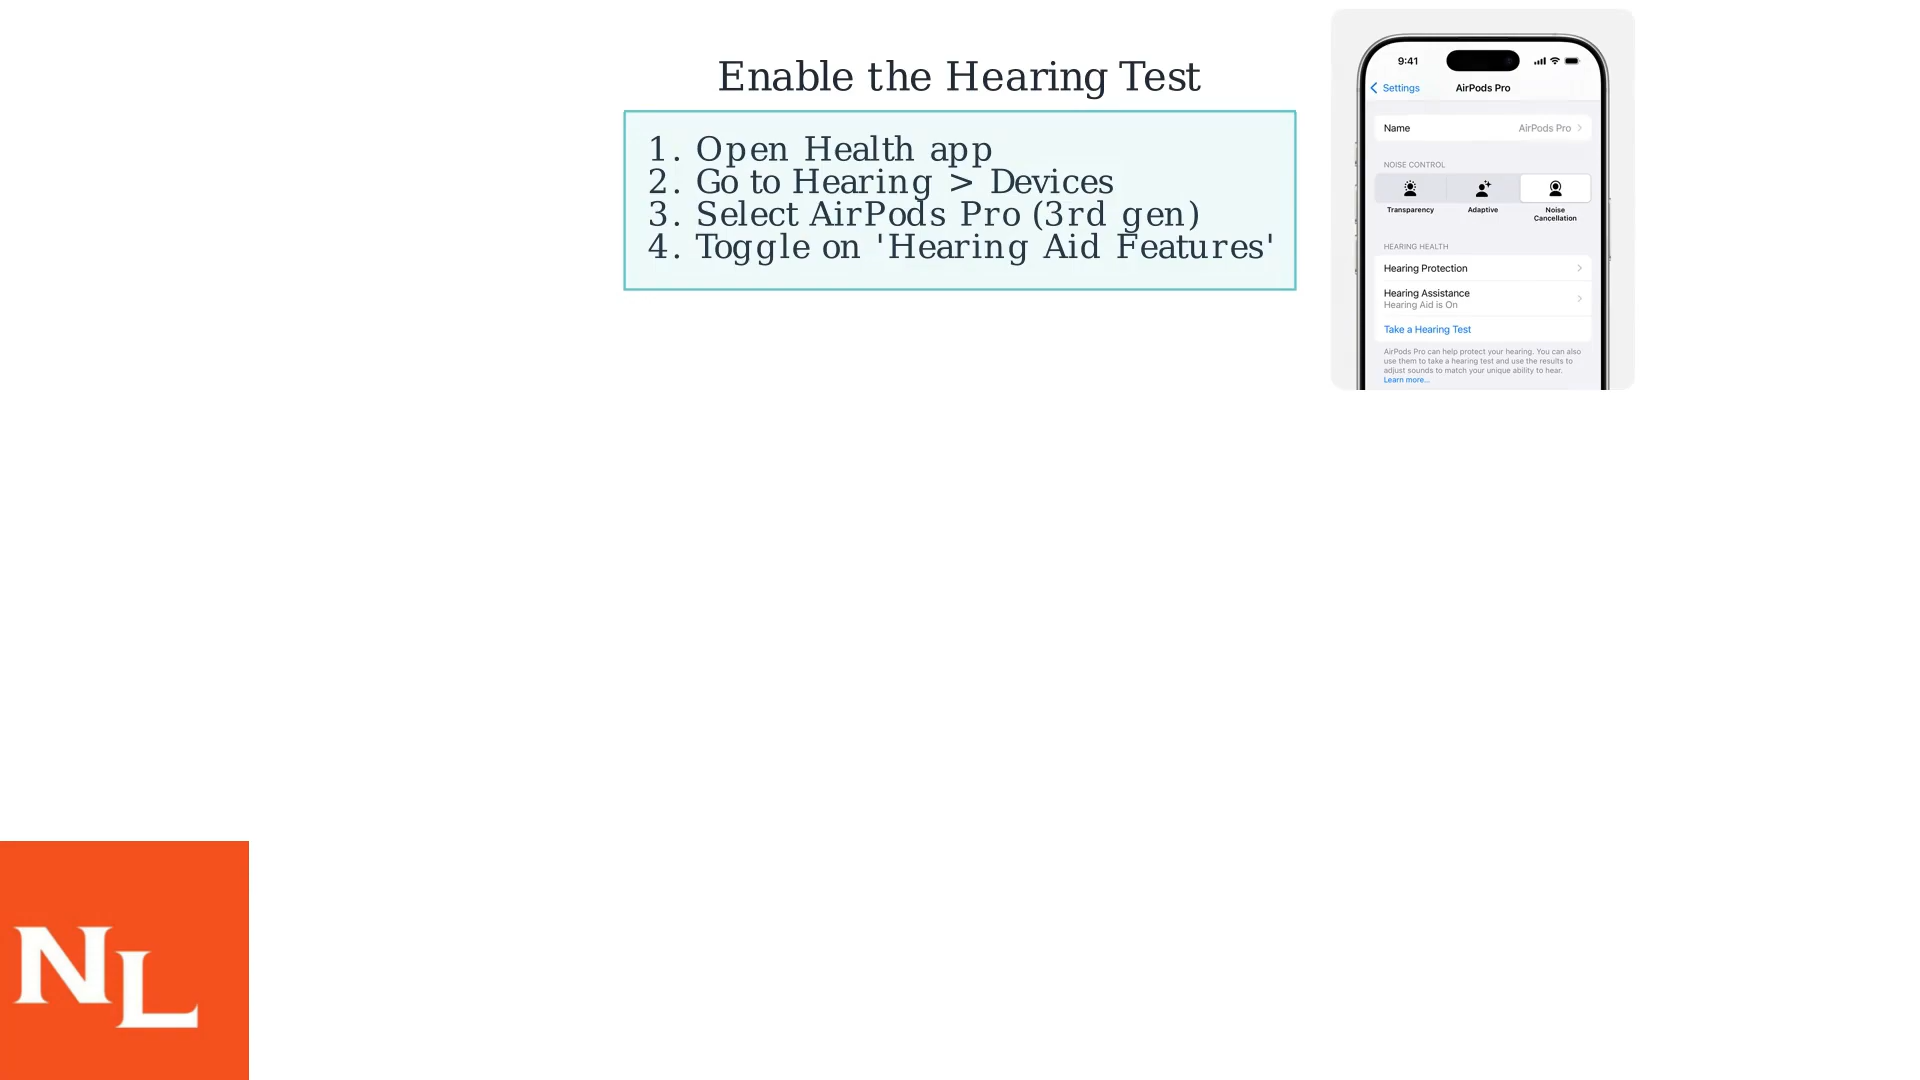 Enable the Hearing Test
1. Open Health app
2. Go to Hearing > Devices
3. Select AirPods Pro (3rd gen)
4. Toggle on 'Hearing Aid Features'
9:41
Settings
AirPods Pro
Name
AirPods Pro
NOISE CONTROL
Transparency
Adaptive
Noise
Cancellation
HEARING HEALTH
Hearing Protection
Hearing Assistance
Hearing Aid is On
Take a Hearing Test
AirPods Pro can help protect your hearing. You can also
use them to take a hearing test and use the results to
adjust sounds to match your unique ability to hear.
Learn more...
NL